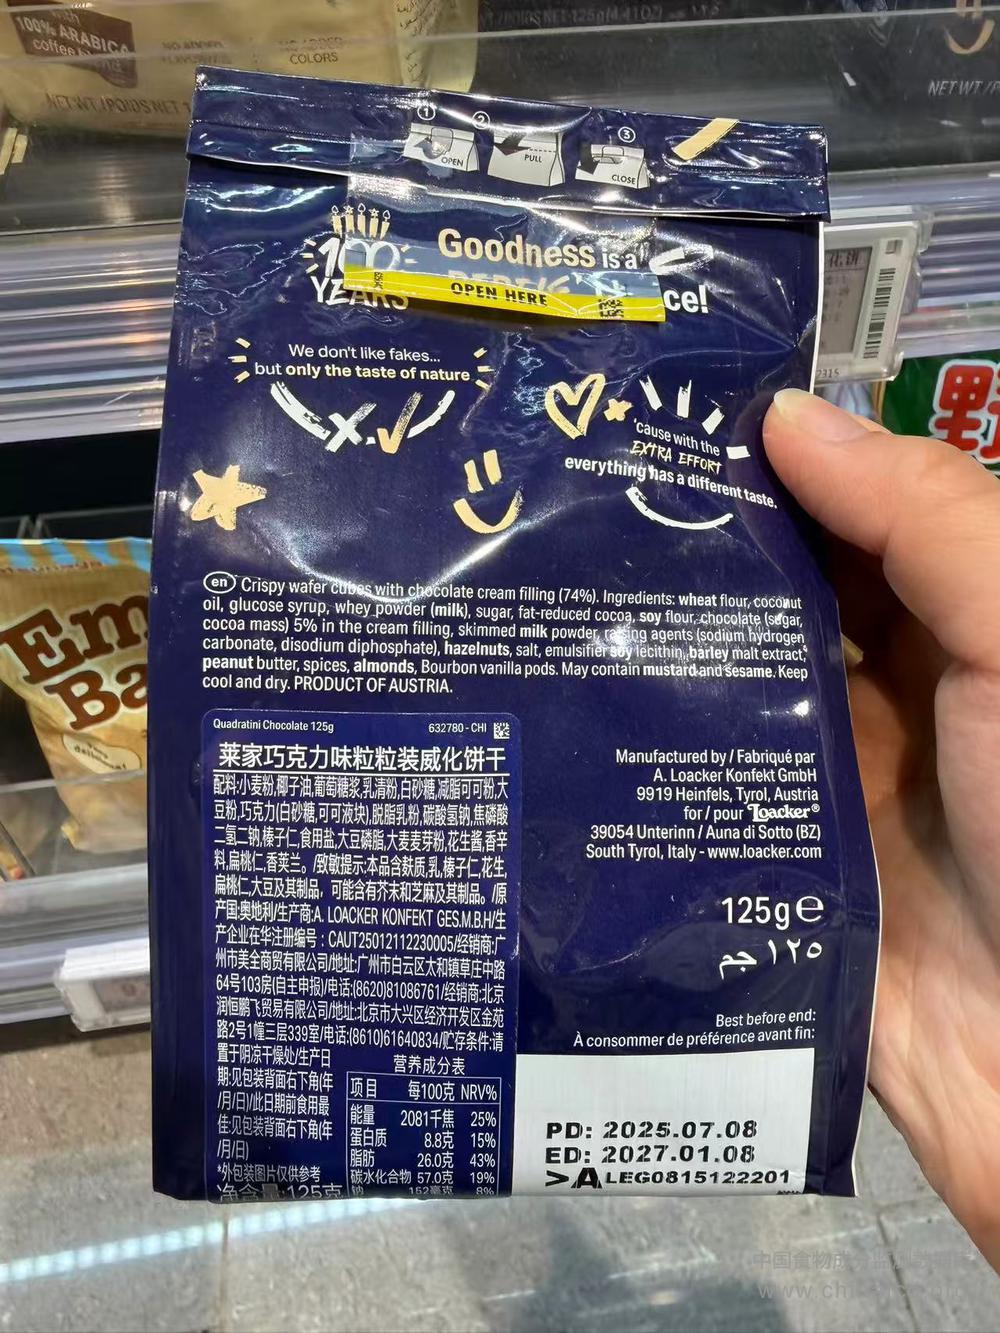 100% ARABICA
NO ADDED
COLORS
NET WT /POIDS NET
1
2
3
OPEN
PULL
CLOSE
100
YEARS
Goodness is a
OPEN HERE
ce!
We don't like fakes...
but only the taste of nature
'cause with the
EXTRA EFFORT
everything has a different taste.
en Crispy wafer cubes with chocolate cream filling (74%). Ingredients: wheat flour, coconut
oil, glucose syrup, whey powder (milk), sugar, fat-reduced cocoa, soy flour, chocolate (sugar,
cocoa mass) 5% in the cream filling, skimmed milk powder, raising agents (sodium hydrogen
carbonate, disodium diphosphate), hazelnuts, salt, emulsifier soy lecithin, barley malt extract,
peanut butter, spices, almonds, Bourbon vanilla pods. May contain mustard and sesame. Keep
cool and dry. PRODUCT OF AUSTRIA.
Quadratini Chocolate 125g 632780 - CHI
莱家巧克力味粒粒装威化饼干
配料:小麦粉,椰子油,葡萄糖浆,乳清粉,白砂糖,减脂可可粉,大
豆粉,巧克力(白砂糖,可可液块),脱脂乳粉,碳酸氢钠,焦磷酸
二氢二钠,榛子仁,食用盐,大豆磷脂,大麦麦芽粉,花生酱,香辛
料,扁桃仁,香荚兰。/致敏提示:本品含麸质,乳,榛子仁,花生,
扁桃仁,大豆及其制品，可能含有芥末和芝麻及其制品。/原
产国:奥地利/生产商:A. LOACKER KONFEKT GES.M.B.H/生
产企业在华注册编号：CAUT25012112230005/经销商:广
州市美全商贸有限公司/地址:广州市白云区太和镇草庄中路
64号103房(自主申报)/电话:(8620)81086761/经销商:北京
润恒鹏飞贸易有限公司/地址:北京市大兴区经济开发区金苑
路2号1幢三层339室/电话:(8610)61640834/贮存条件:请
置于阴凉干燥处/生产日
期:见包装背面右下角(年
/月/日)/此日期前食用最
佳:见包装背面右下角(年
/月/日)
*外包装图片仅供参考
净含量:125克
营养成分表
项目 每100克 NRV%
能量 2081千焦 25%
蛋白质 8.8克 15%
脂肪 26.0克 43%
碳水化合物 57.0克 19%
钠 152毫克 8%
Manufactured by / Fabriqué par
A. Loacker Konfekt GmbH
9919 Heinfels, Tyrol, Austria
for / pour Loacker®
39054 Unterinn / Auna di Sotto (BZ)
South Tyrol, Italy - www.loacker.com
125g℮
١٢٥ جم
Best before end:
À consommer de préférence avant fin:
PD: 2025.07.08
ED: 2027.01.08
>A LEG0815122201